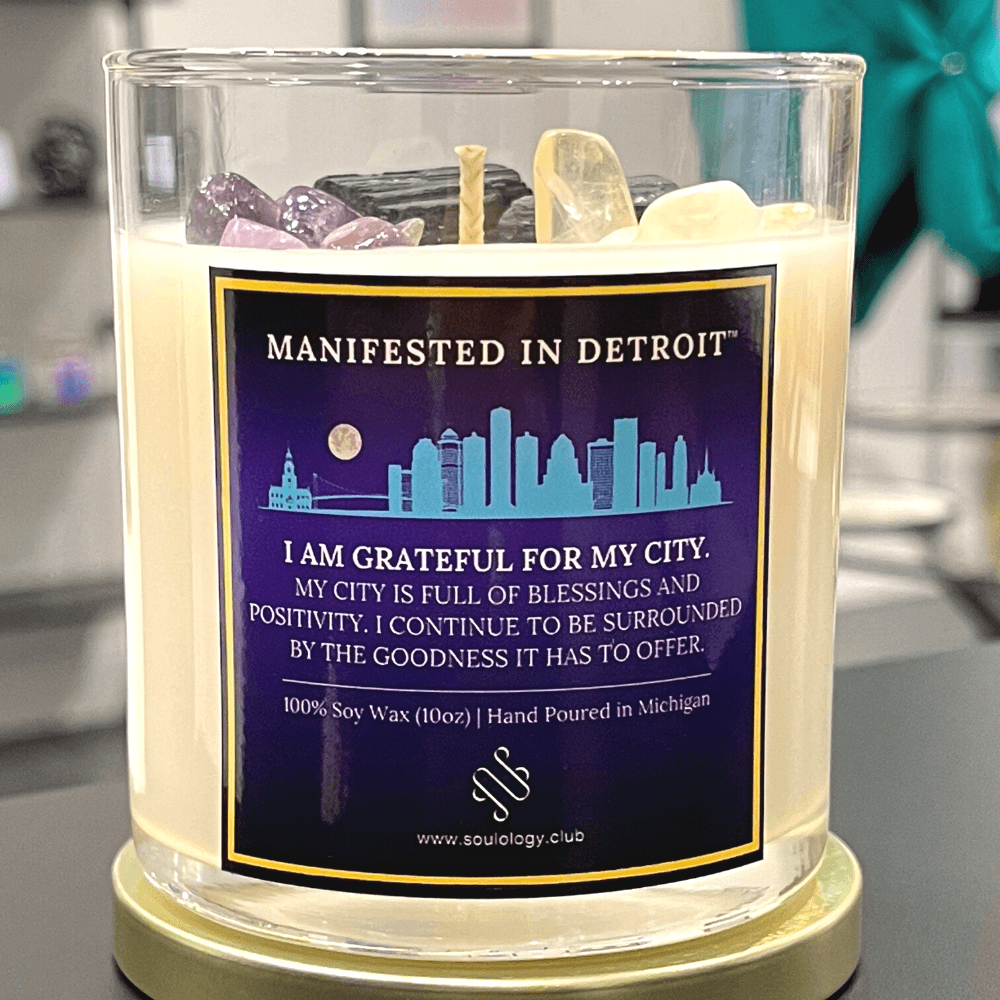 MANIFESTED IN DETROIT™
I AM GRATEFUL FOR MY CITY.
MY CITY IS FULL OF BLESSINGS AND
POSITIVITY. I CONTINUE TO BE SURROUNDED
BY THE GOODNESS IT HAS TO OFFER.
100% Soy Wax (10oz) | Hand Poured in Michigan
www.soulology.club